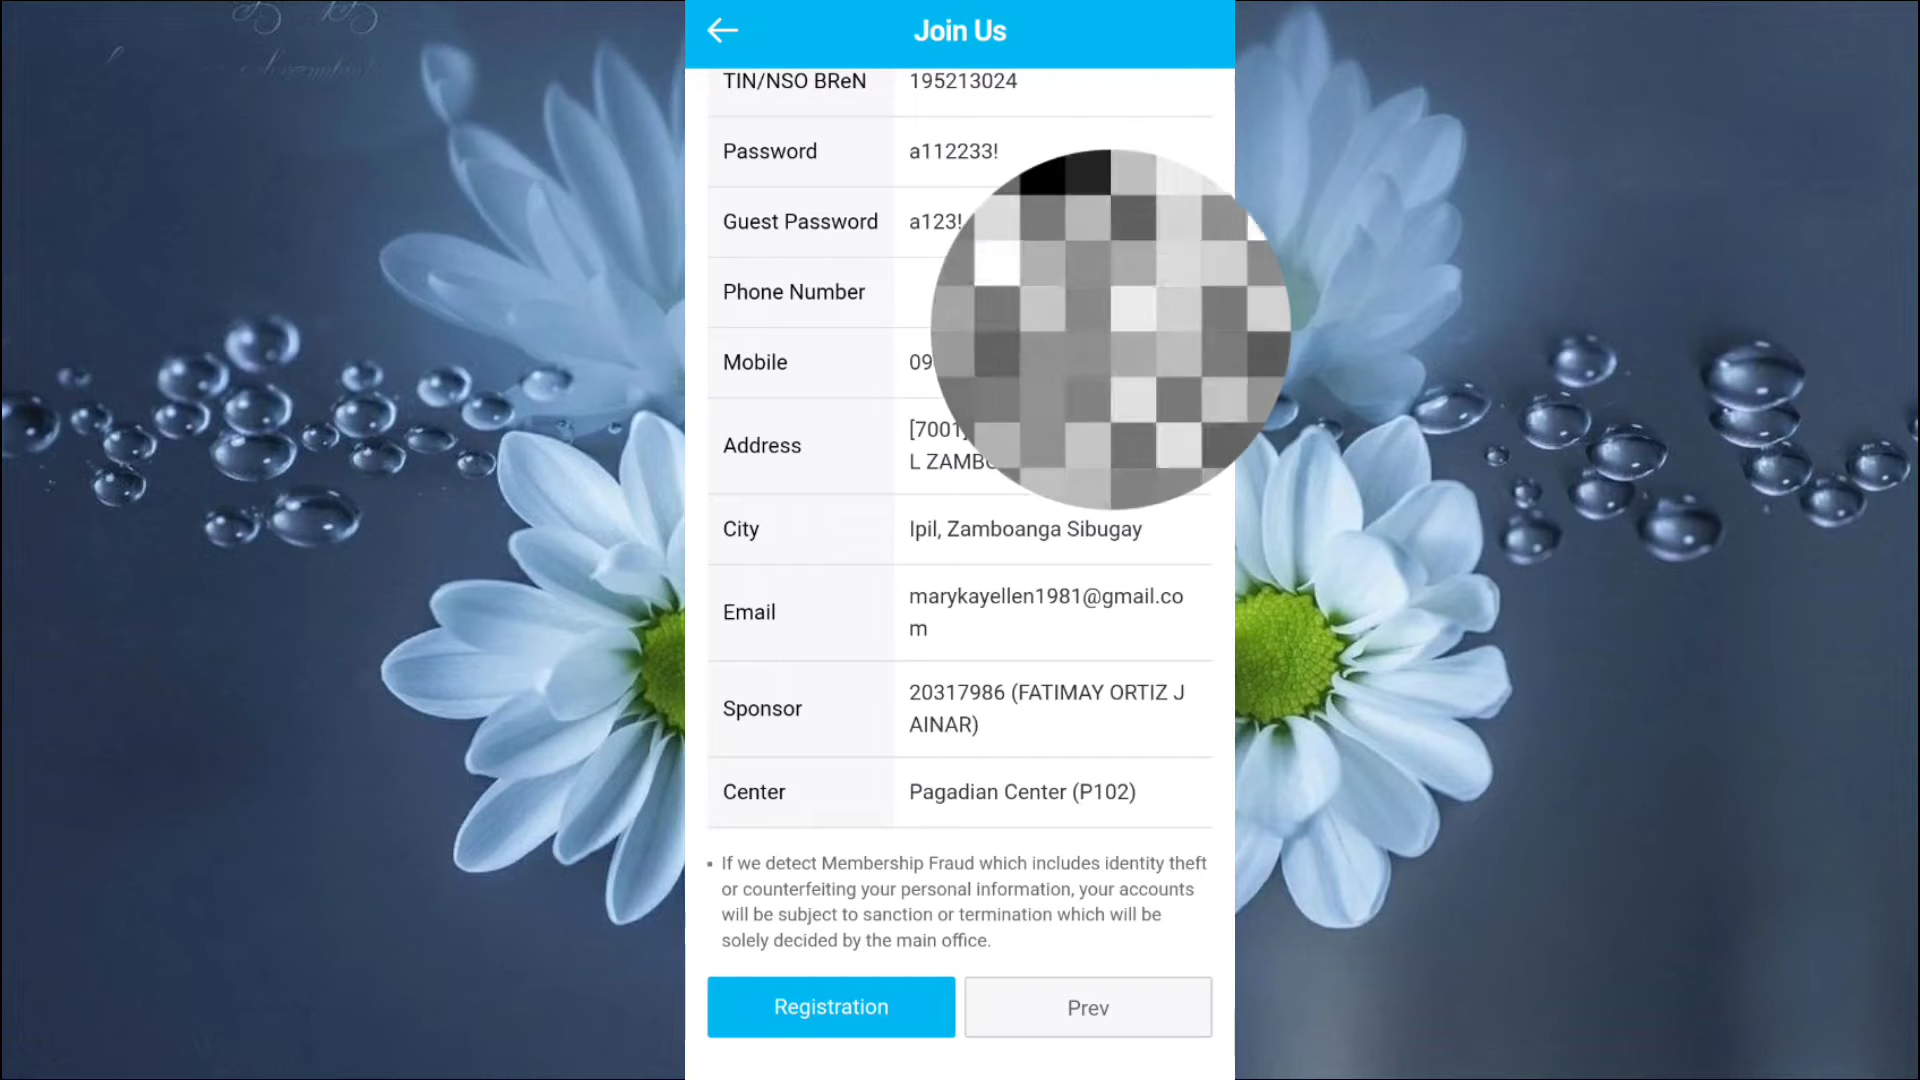 Join Us
TIN/NSO BReN 195213024
Password a112233!
Guest Password a123!
Phone Number
Mobile 09
Address [7001]
L ZAMBO
City Ipil, Zamboanga Sibugay
Email marykayellen1981@gmail.co
m
Sponsor 20317986 (FATIMAY ORTIZ J
AINAR)
Center Pagadian Center (P102)
▪ If we detect Membership Fraud which includes identity theft
or counterfeiting your personal information, your accounts
will be subject to sanction or termination which will be
solely decided by the main office.
Registration Prev